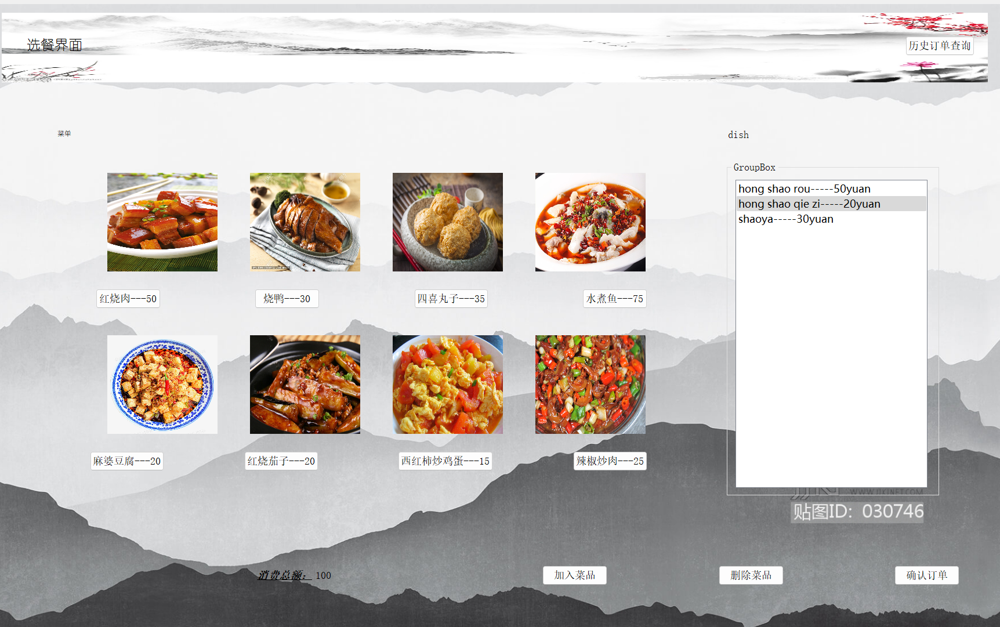 选餐界面
历史订单查询
菜单
dish
GroupBox
hong shao rou-----50yuan
hong shao qie zi-----20yuan
shaoya-----30yuan
红烧肉---50
烧鸭---30
四喜丸子---35
水煮鱼---75
麻婆豆腐---20
红烧茄子---20
西红柿炒鸡蛋---15
辣椒炒肉---25
WWW.JJKJNET.COM
贴图ID：030746
消费总额： 100
加入菜品
删除菜品
确认订单